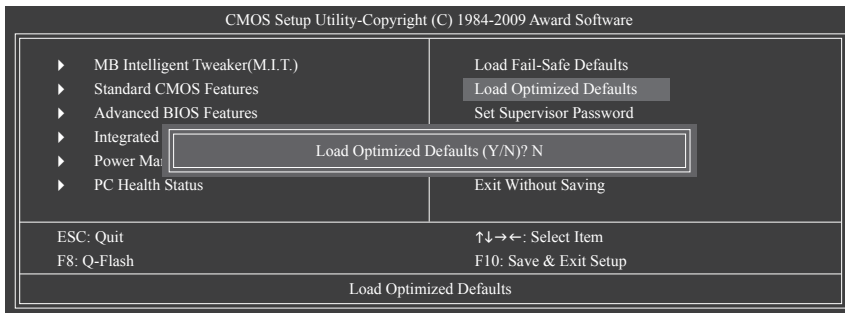 CMOS Setup Utility-Copyright (C) 1984-2009 Award Software
MB Intelligent Tweaker(M.I.T.)
Standard CMOS Features
Advanced BIOS Features
Integrated
Power Ma
PC Health Status
Load Fail-Safe Defaults
Load Optimized Defaults
Set Supervisor Password
Exit Without Saving
Load Optimized Defaults (Y/N)? N
ESC: Quit
F8: Q-Flash
↑↓→←: Select Item
F10: Save & Exit Setup
Load Optimized Defaults